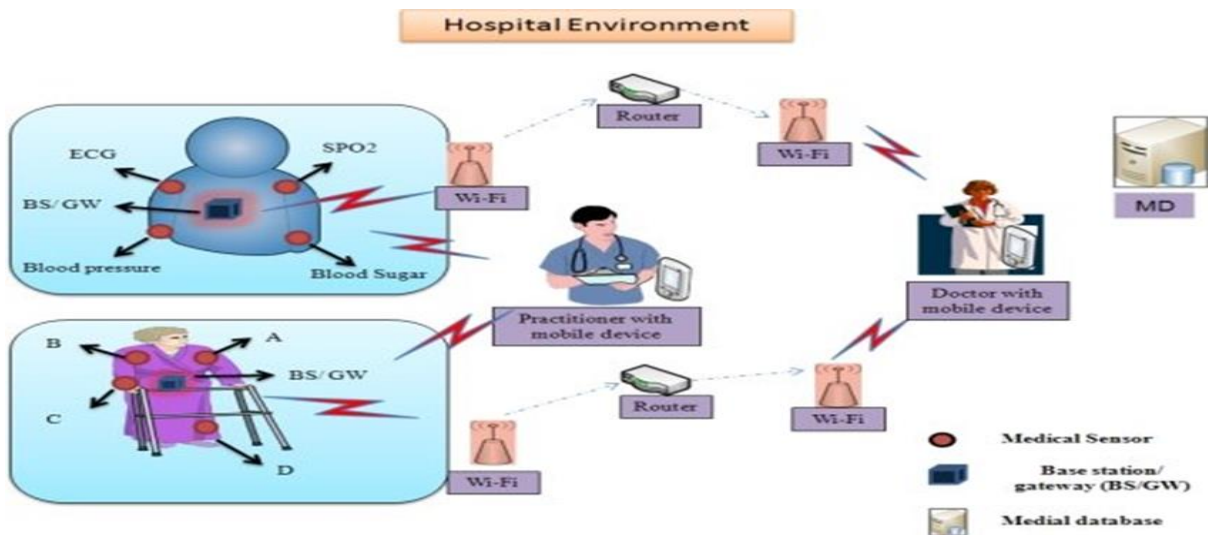 Hospital Environment
Router
Wi-Fi
ECG
SPO2
BS/ GW
Wi-Fi
MD
Blood pressure
Blood Sugar
Practitioner with
mobile device
Doctor with
mobile device
B
A
BS/ GW
C
D
Router
Wi-Fi
Wi-Fi
Medical Sensor
Base station/
gateway (BS/GW)
Medial database